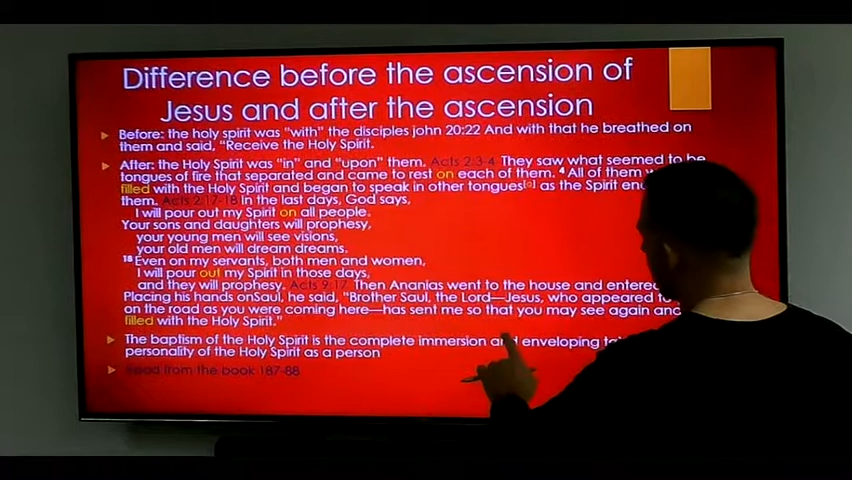 Difference before the ascension of
Jesus and after the ascension
Before: the holy spirit was "with" the disciples john 20:22 And with that he breathed on
them and said, "Receive the Holy Spirit.
After: the Holy Spirit was "in" and "upon" them. Acts 2:3-4 They saw what seemed to be
tongues of fire that separated and came to rest on each of them. 4 All of them
filled with the Holy Spirit and began to speak in other tongues as the Spirit
them. Acts 2:17-18 In the last days, God says,
I will pour out my Spirit on all people.
Your sons and daughters will prophesy,
your young men will see visions,
your old men will dream dreams.
18 Even on my servants, both men and women,
I will pour out my Spirit in those days,
and they will prophesy. Acts 9:17 Then Ananias went to the house and entered
Placing his hands onSaul, he said, "Brother Saul, the Lord—Jesus, who appeared to
on the road as you were coming here—has sent me so that you may see again and
filled with the Holy Spirit."
The baptism of the Holy Spirit is the complete immersion and enveloping
personality of the Holy Spirit as a person
Read from the book 187-88